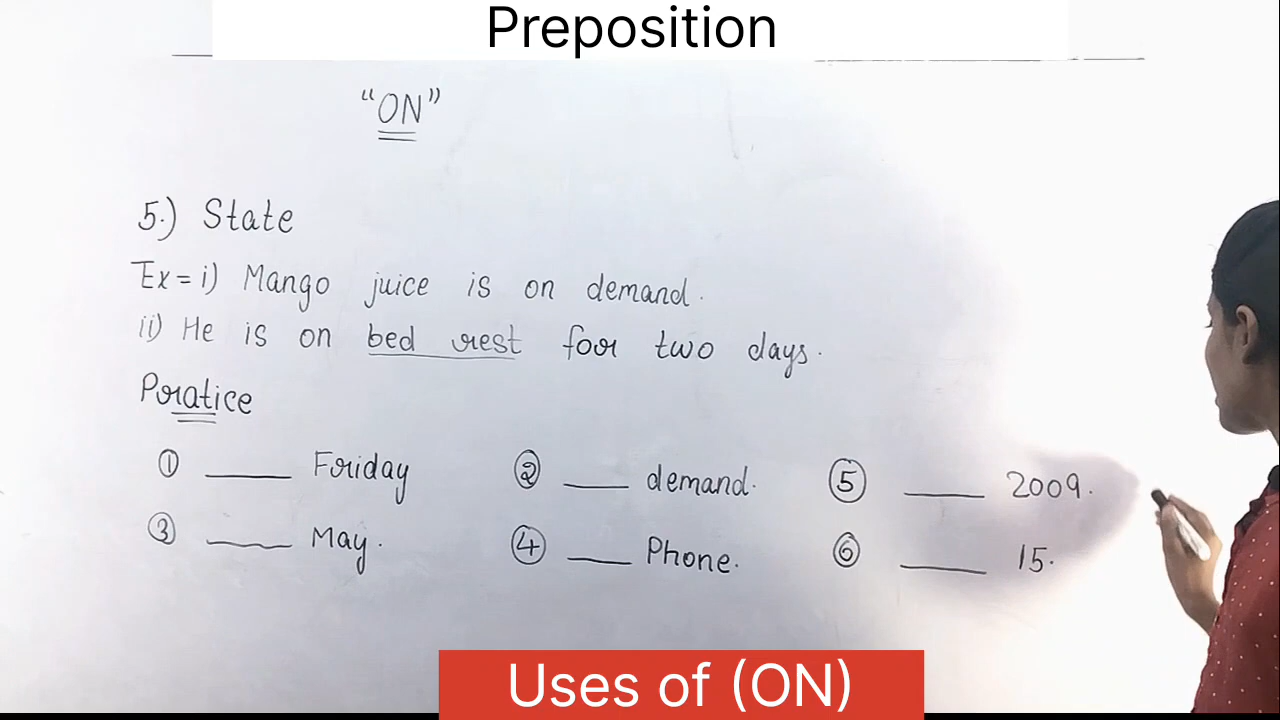 Preposition
“ON”
5.) State
Ex = i) Mango juice is on demand.
ii) He is on bed rest for two days.
Pratice
① ____ Friday ② ____ demand. ⑤ ____ 2009.
③ ____ May. ④ ____ Phone. ⑥ ____ 15.
Uses of (ON)